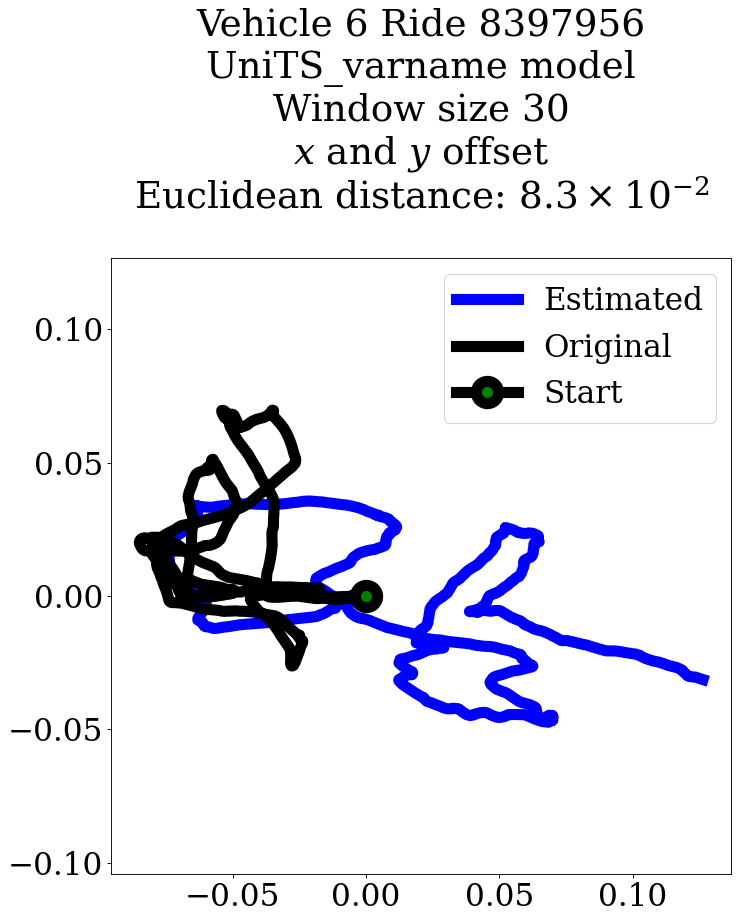 Vehicle 6 Ride 8397956
UniTS_varname model
Window size 30
x and y offset
Euclidean distance: 8.3 × 10⁻²
Estimated
Original
Start
0.10
0.05
0.00
−0.05
−0.10
−0.05 0.00 0.05 0.10